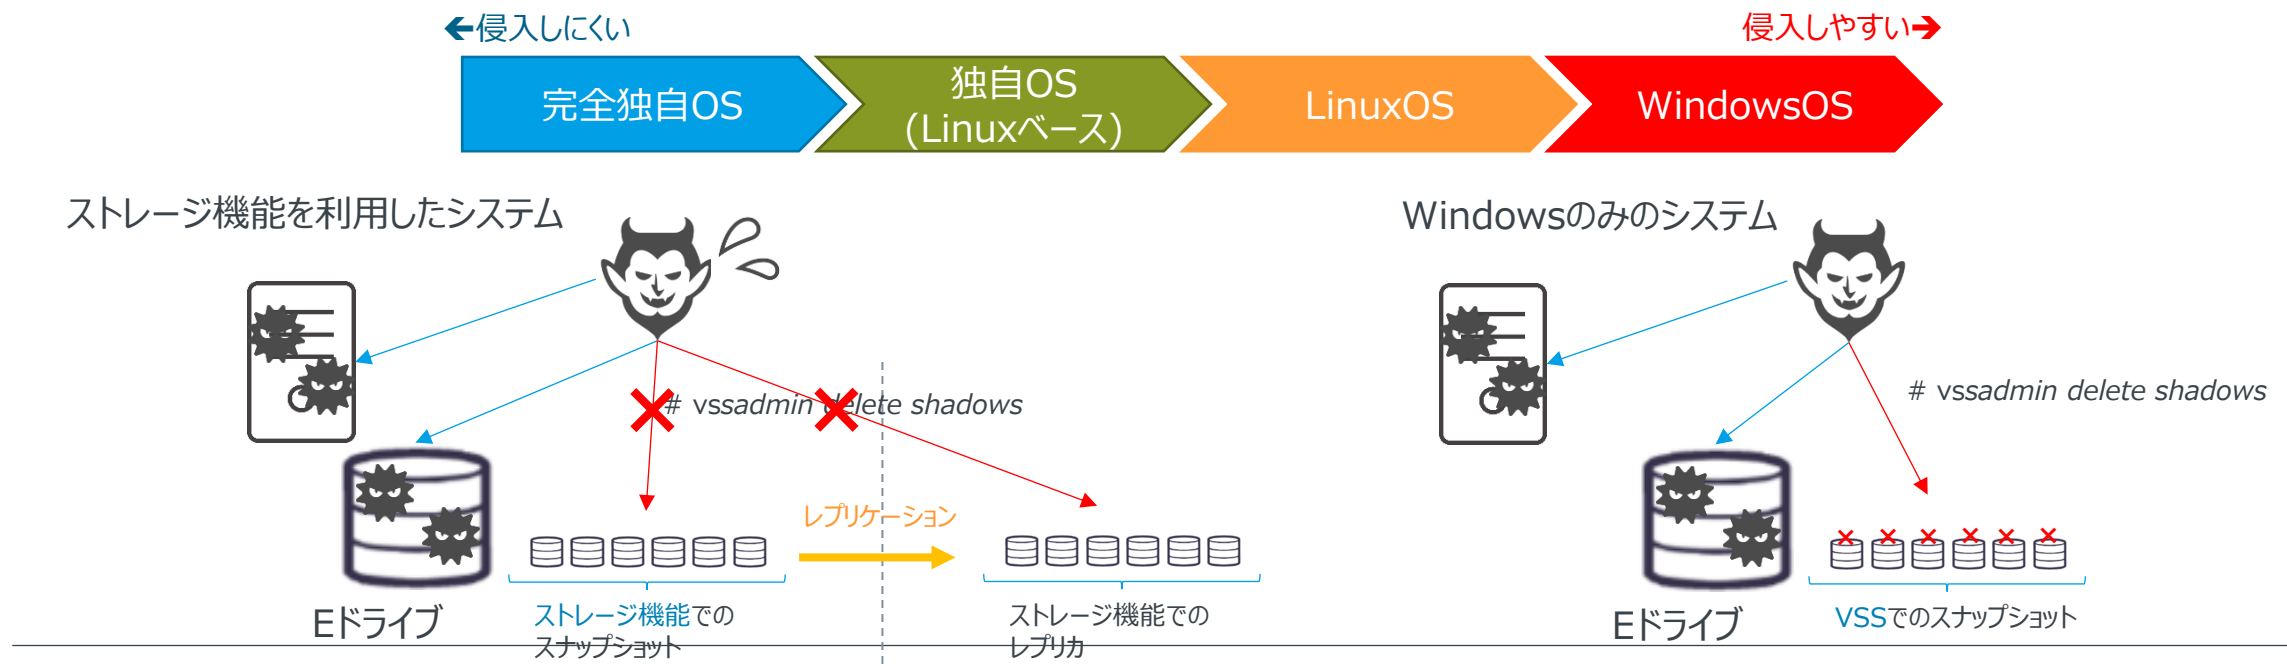 ←侵入しにくい
侵入しやすい→
完全独自OS
独自OS
(Linuxベース)
LinuxOS
WindowsOS
ストレージ機能を利用したシステム
Windowsのみのシステム
# vssadmin delete shadows
# vssadmin delete shadows
レプリケーション
Eドライブ
ストレージ機能での
スナップショット
ストレージ機能での
レプリカ
Eドライブ
VSSでのスナップショット